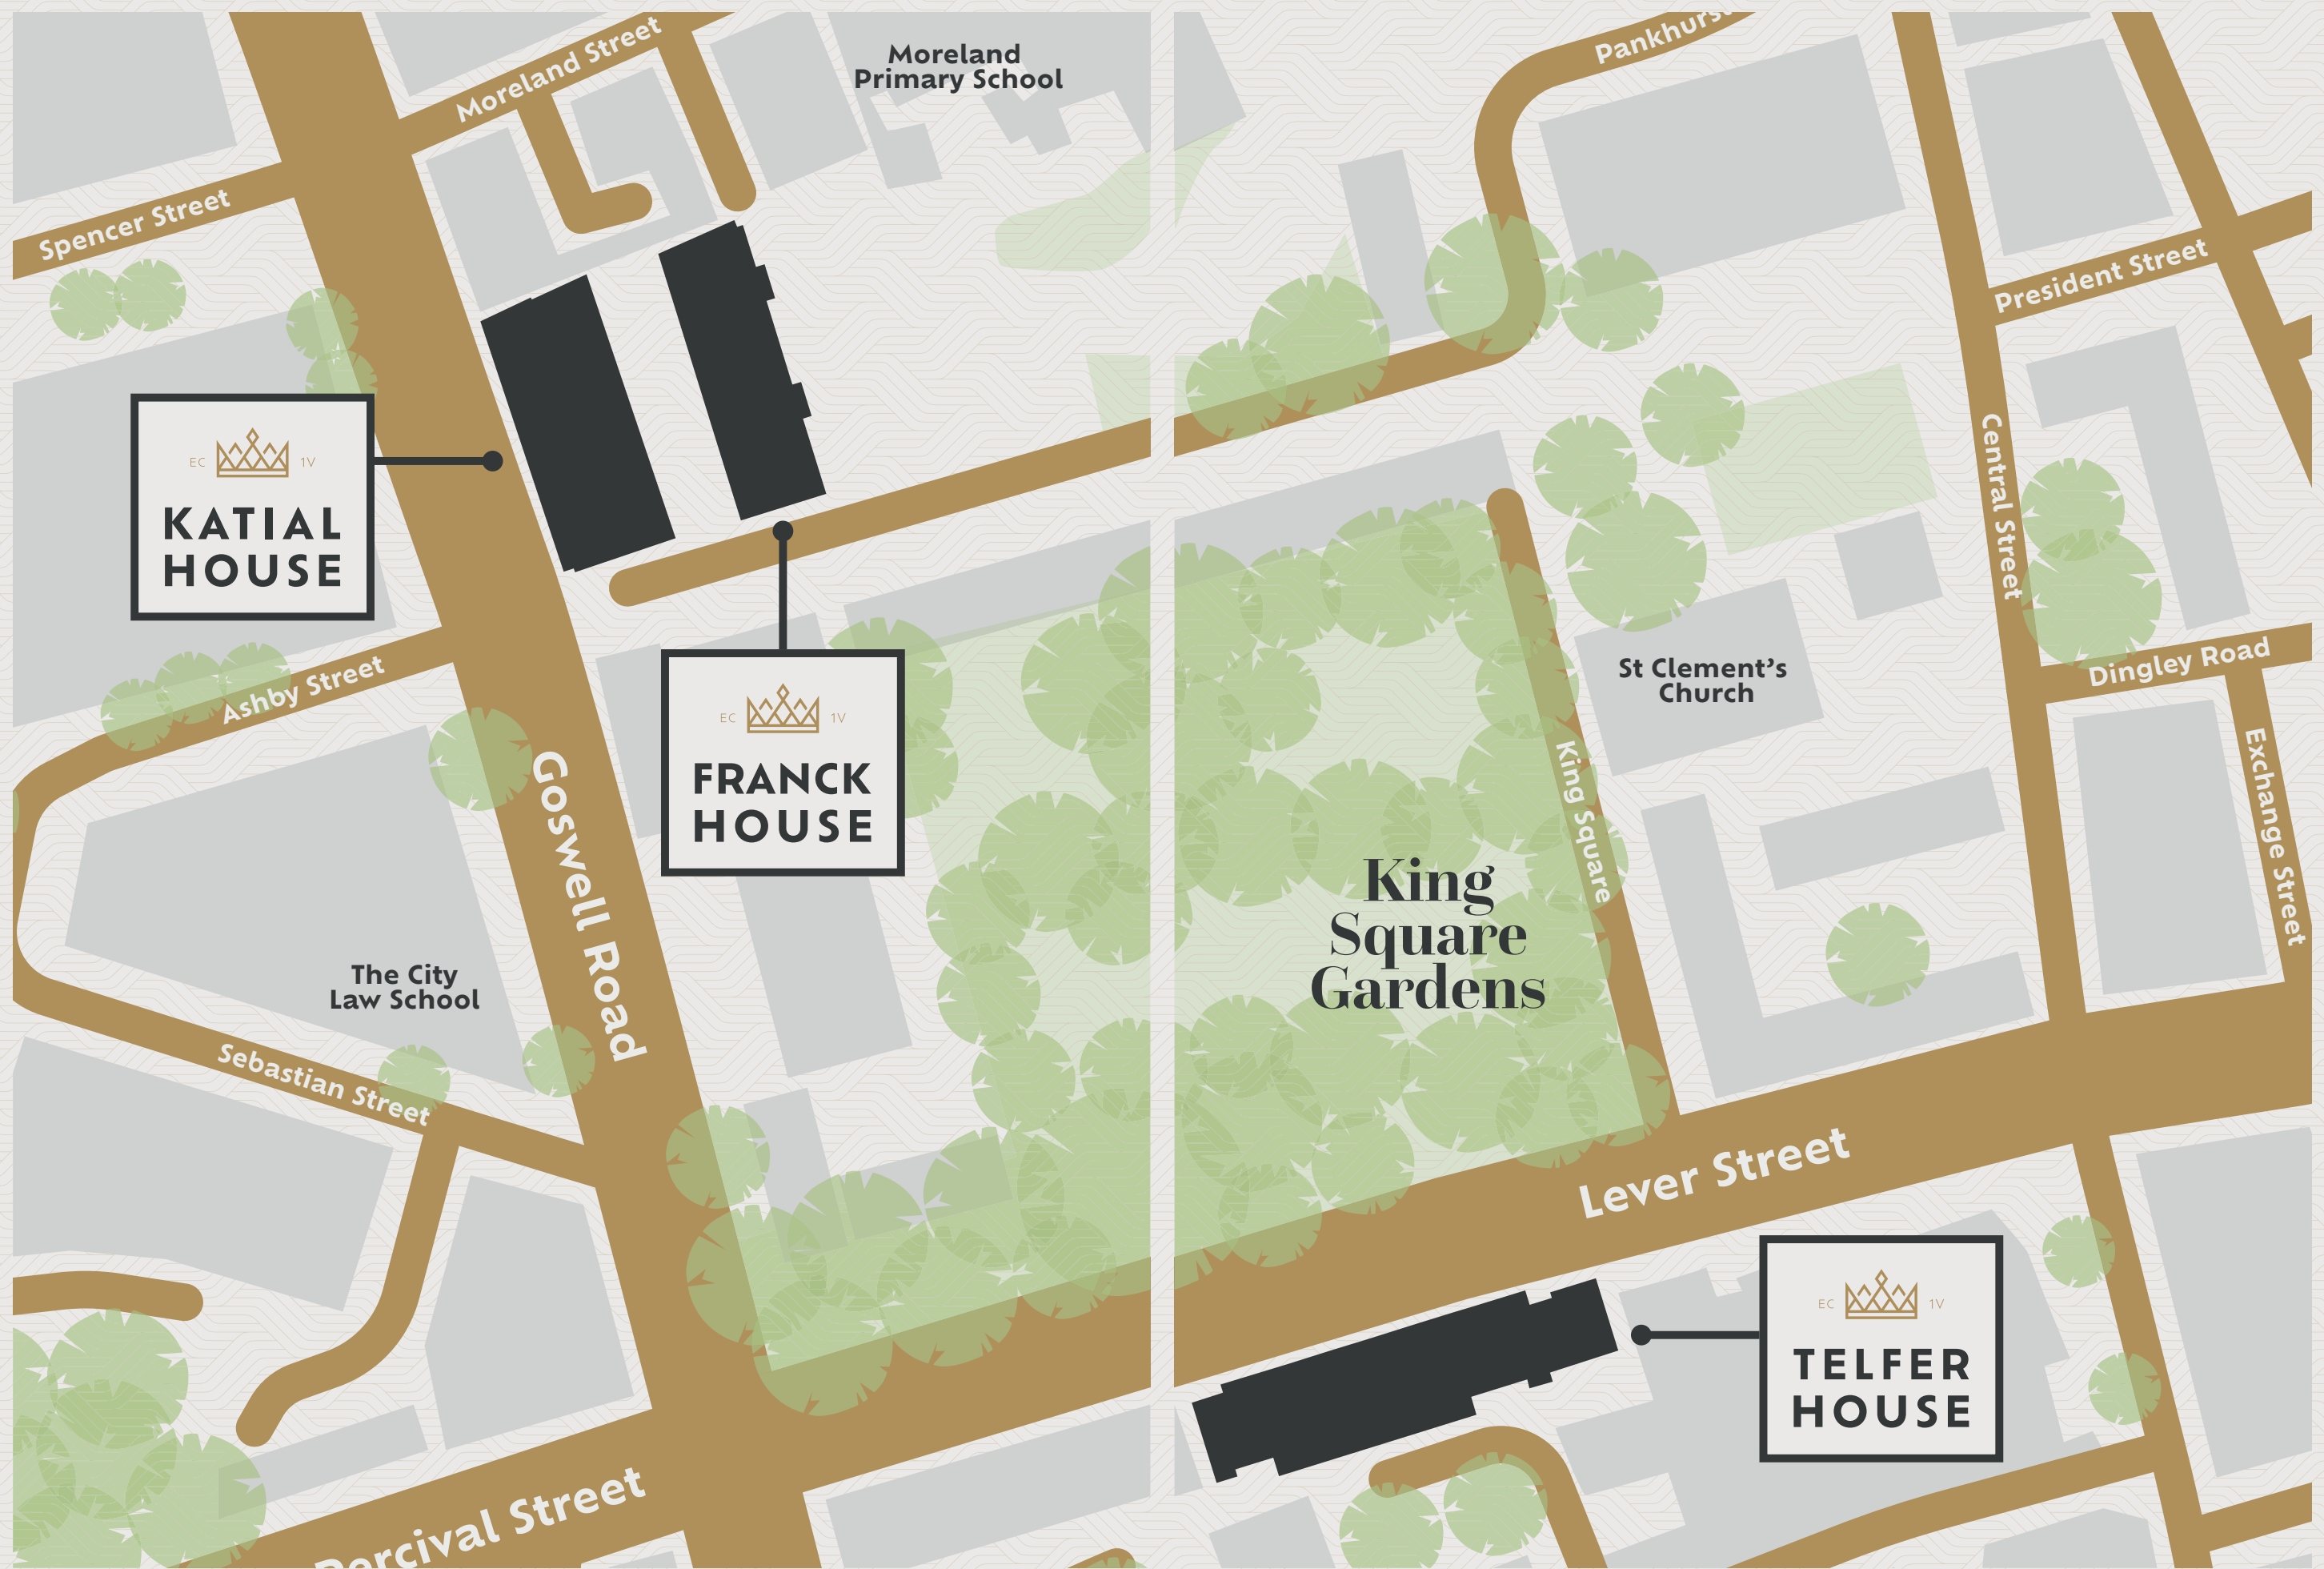 Moreland Street
Moreland
Primary School
Pankhurst
Spencer Street
President Street
EC 1V
KATIAL
HOUSE
Central Street
Ashby Street
EC 1V
FRANCK
HOUSE
St Clement's
Church
Dingley Road
King Square
Exchange Street
Goswell Road
King
Square
Gardens
The City
Law School
Sebastian Street
Lever Street
EC 1V
TELFER
HOUSE
Percival Street